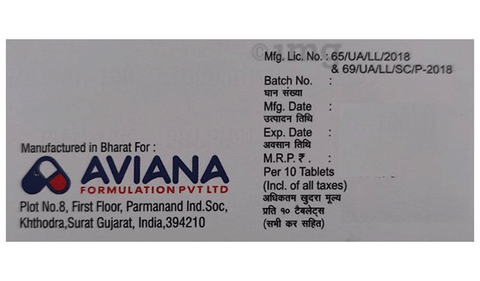 Manufactured in Bharat For :
AVIANA
FORMULATION PVT LTD
Plot No.8, First Floor, Parmanand Ind.Soc,
Khthodra,Surat Gujarat, India,394210
Mfg. Lic. No. : 65/UA/LL/2018
& 69/UA/LL/SC/P-2018
Batch No. :
घान संख्या
Mfg. Date :
उत्पादन तिथि
Exp. Date :
अवसान तिथि
M.R.P. ₹ . :
Per 10 Tablets
(Incl. of all taxes)
अधिकतम खुदरा मूल्य
प्रति १० टैबलेट्स
(सभी कर सहित)